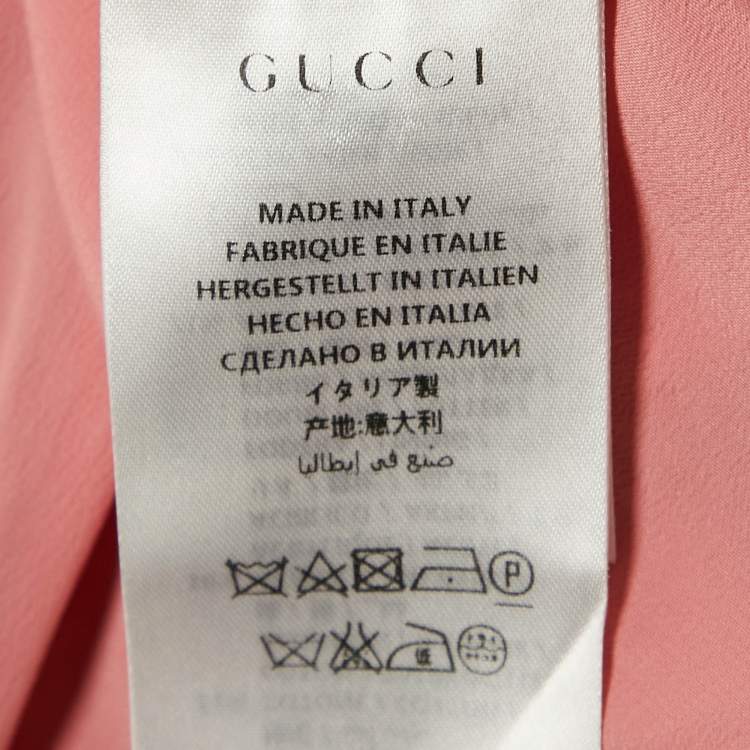 GUCCI
MADE IN ITALY
FABRIQUE EN ITALIE
HERGESTELLT IN ITALIEN
HECHO EN ITALIA
СДЕЛАНО В ИТАЛИИ
イタリア製
产地:意大利
صنع في إيطاليا
P
低